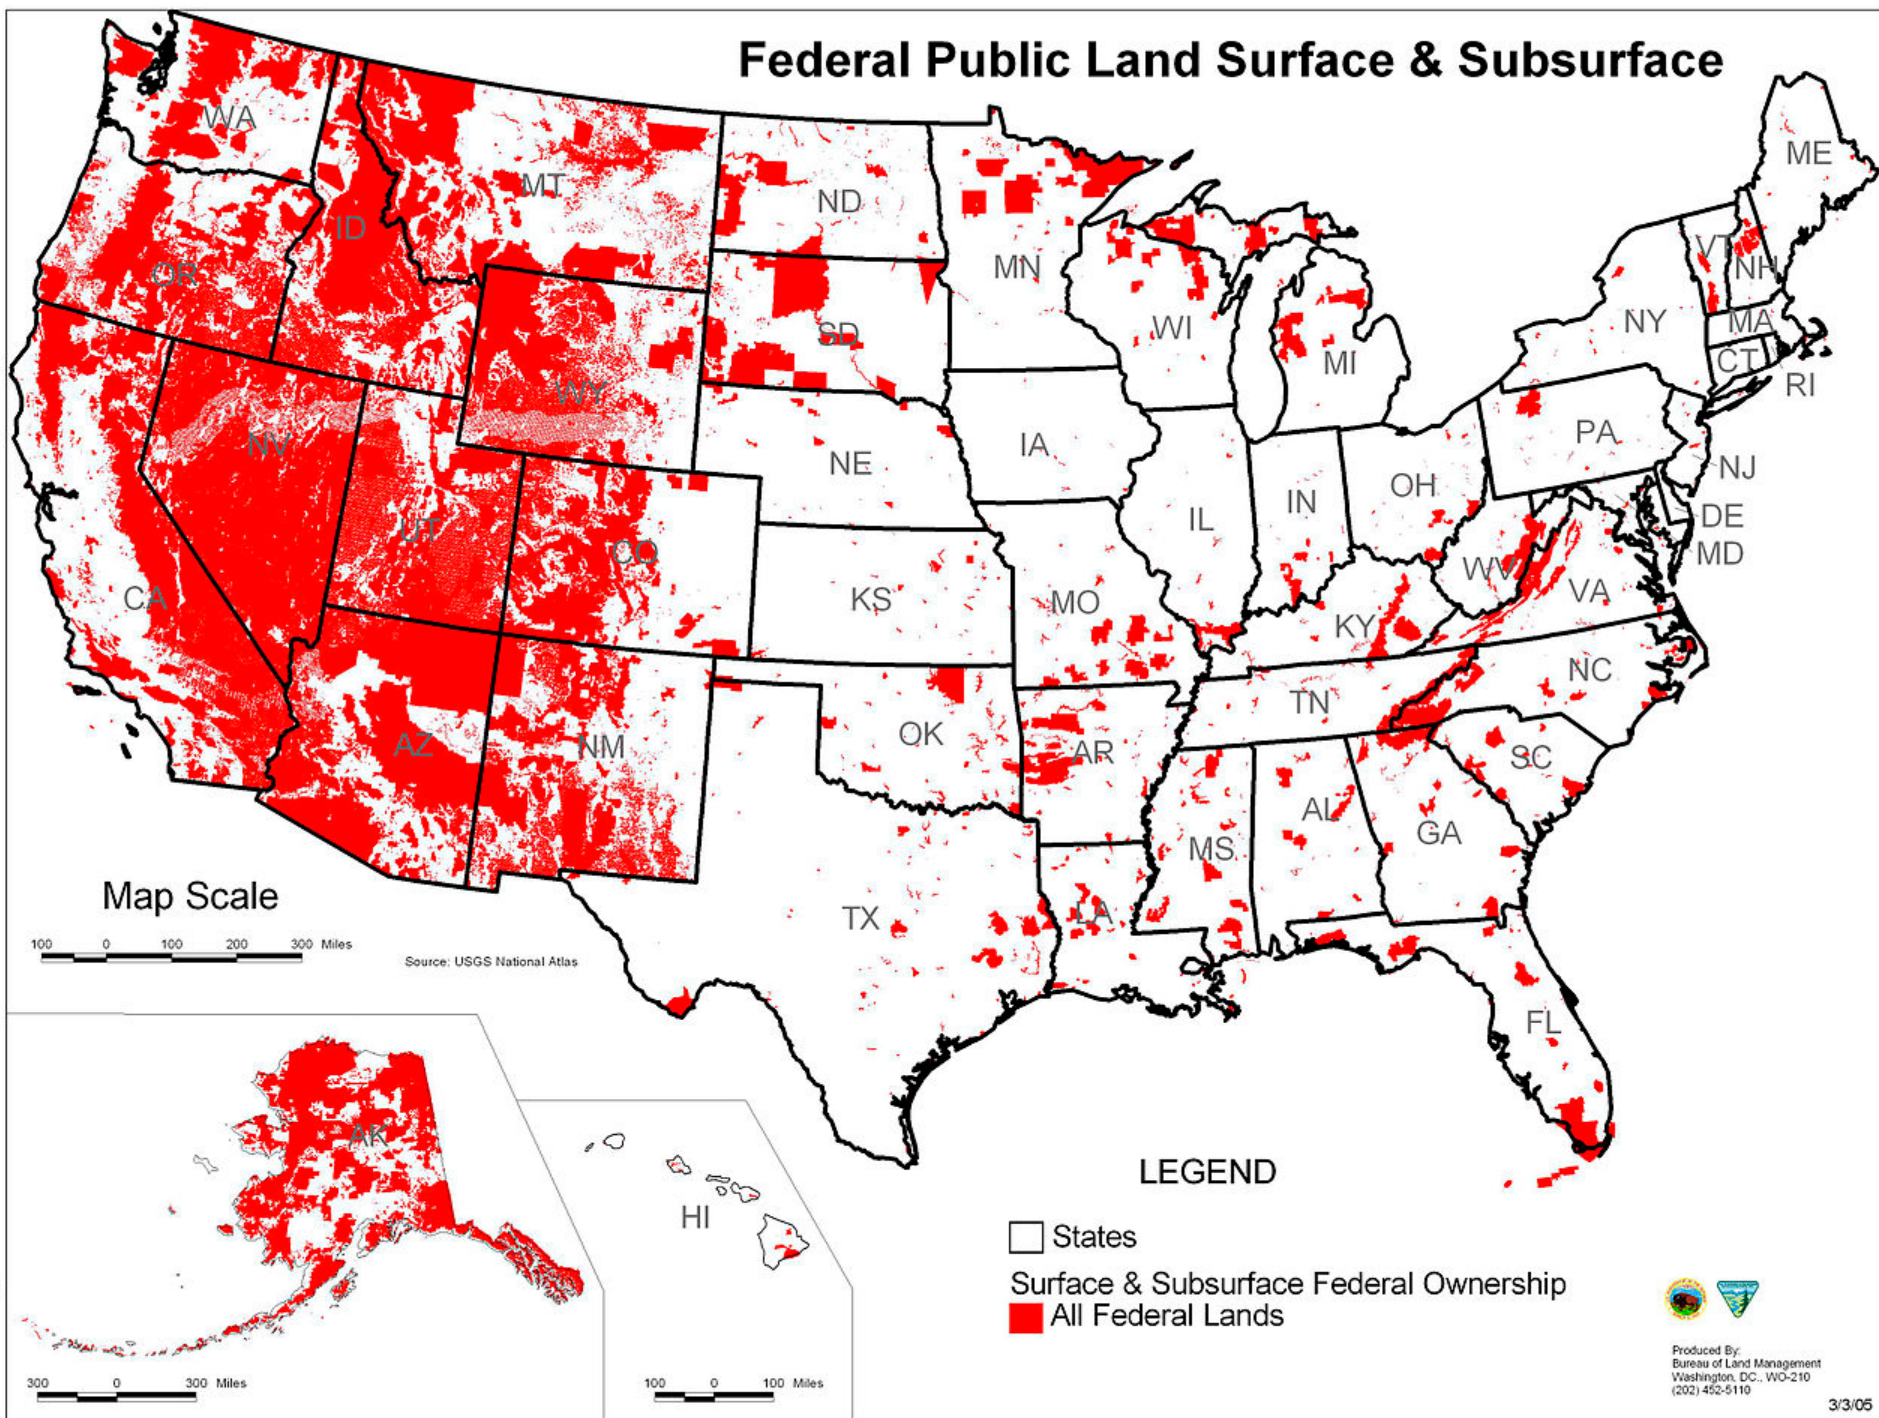 Federal Public Land Surface & Subsurface
WA
MT
ND
MN
ME
ID
OR
SD
WI
VT
NH
NY
MA
MI
CT
RI
WY
NV
NE
IA
PA
NJ
UT
CO
IL
IN
OH
DE
MD
CA
KS
MO
WV
VA
KY
AZ
NM
OK
AR
TN
NC
SC
MS
AL
GA
TX
LA
FL
Map Scale
100 0 100 200 300 Miles
Source: USGS National Atlas
AK
HI
300 0 300 Miles
100 0 100 Miles
LEGEND
States
Surface & Subsurface Federal Ownership
All Federal Lands
Produced By:
Bureau of Land Management
Washington, DC., WO-210
(202) 452-5110
3/3/05